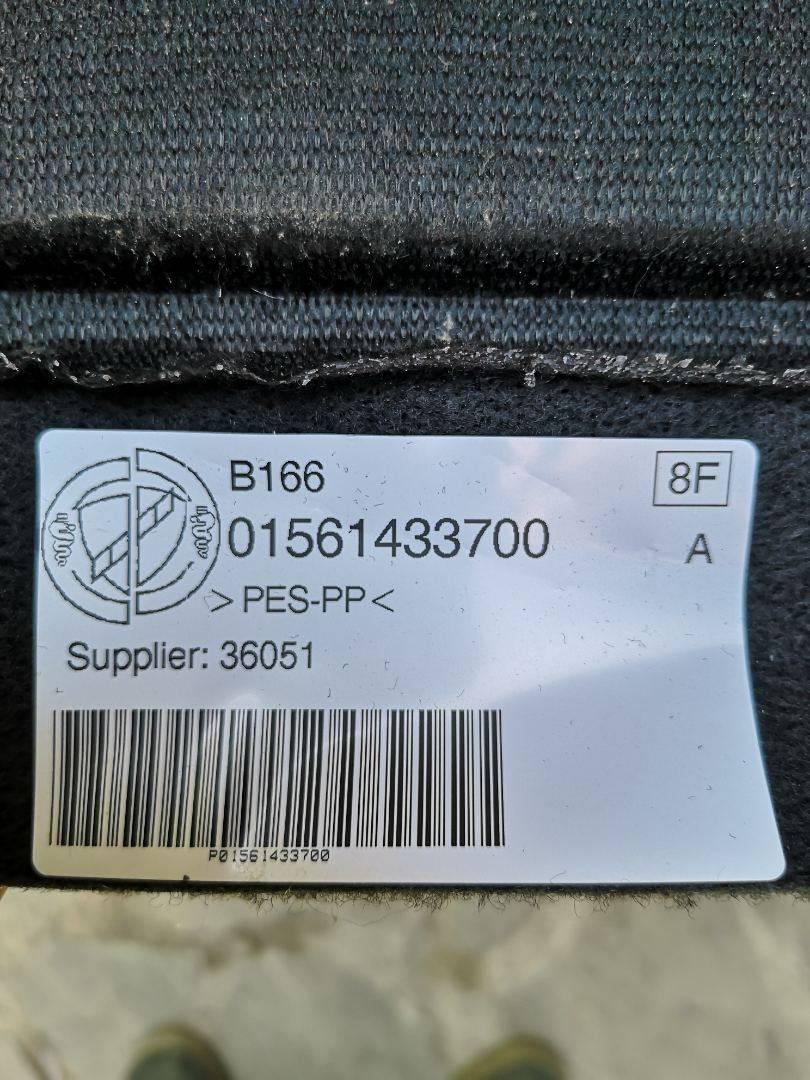 B166
8F
01561433700
A
>PES-PP<
Supplier: 36051
P01561433700